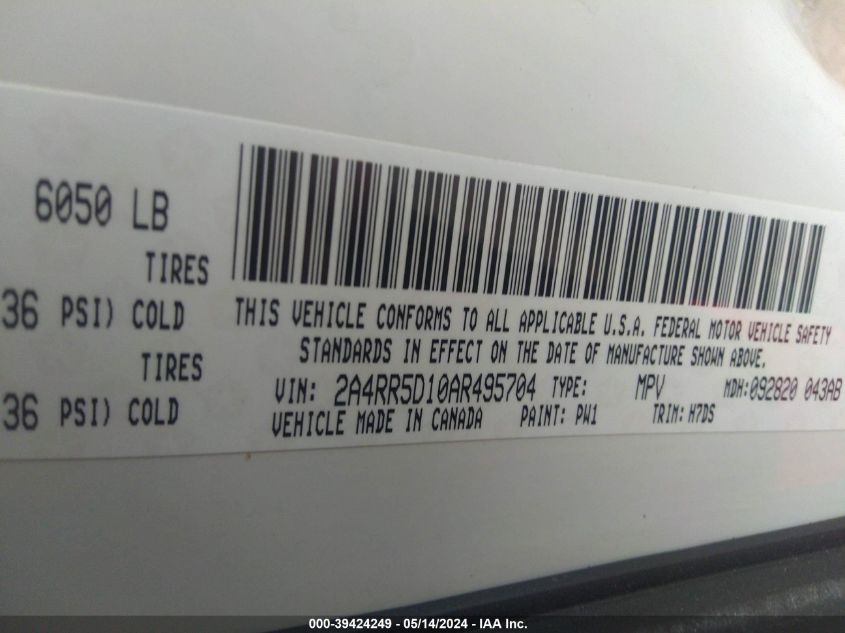 6050 LB
TIRES
36 PSI) COLD
TIRES
36 PSI) COLD
THIS VEHICLE CONFORMS TO ALL APPLICABLE U.S.A. FEDERAL MOTOR VEHICLE SAFETY
STANDARDS IN EFFECT ON THE DATE OF MANUFACTURE SHOWN ABOVE.
VIN: 2A4RR5D10AR495704 TYPE: MPV MDH:092820 043AB
VEHICLE MADE IN CANADA PAINT: PW1 TRIM: H7DS
000-39424249 - 05/14/2024 - IAA Inc.